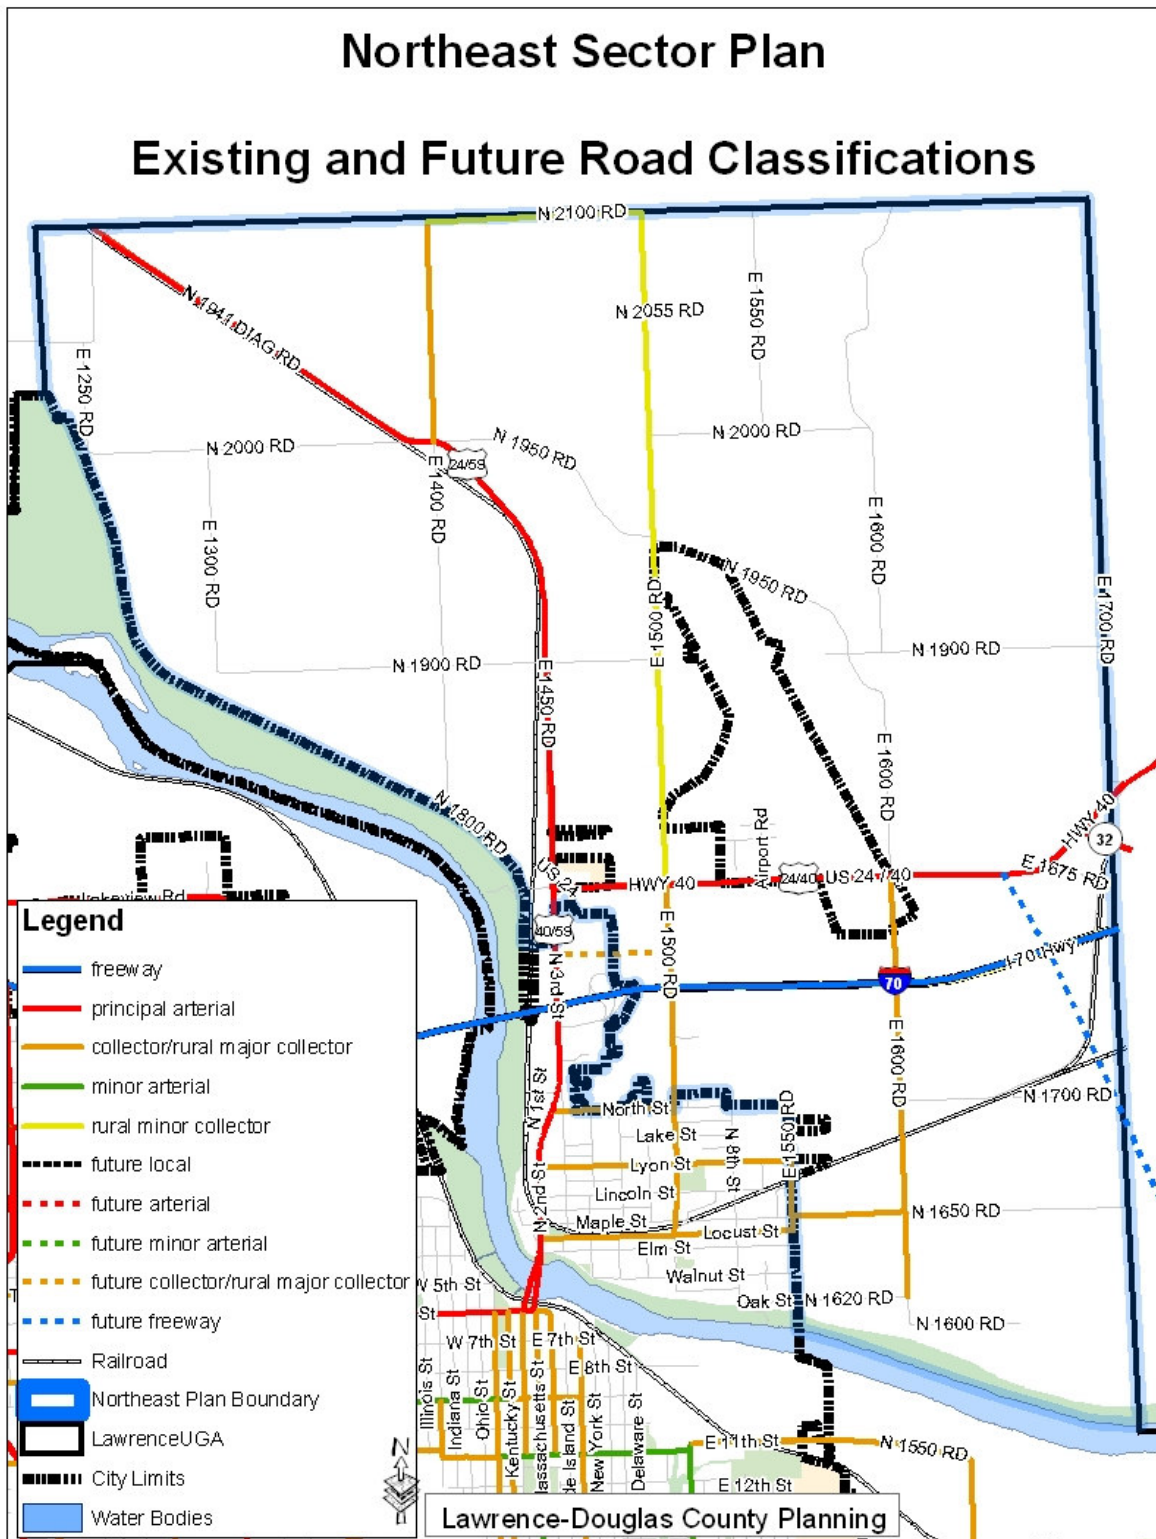 Northeast Sector Plan
Existing and Future Road Classifications
N 2100 RD
N 1941 DIAG RD
N 2055 RD
E 1550 RD
E 1250 RD
N 2000 RD
N 1950 RD
N 2000 RD
24/59
E 1400 RD
E 1300 RD
E 1600 RD
N 1950 RD
E 1500 RD
E 1700 RD
N 1900 RD
N 1900 RD
E 1450 RD
E 1600 RD
N 1800 RD
Airport Rd
HWY 40
32
US 24
HWY 40
24/40
US 24 / 40
E 1675 RD
Lakeview Rd
40/59
N 3rd St
E 1500 RD
I-70 Hwy
70
E 1600 RD
N 1st St
North St
E 1550 RD
N 1700 RD
Lake St
N 8th St
Lyon St
Lincoln St
N 2nd St
Maple St
Locust St
N 1650 RD
Elm St
Walnut St
W 5th St
Oak St
N 1620 RD
St
N 1600 RD
W 7th St
E 7th St
E 8th St
Illinois St
Indiana St
Ohio St
Kentucky St
assachusetts St
de Island St
New York St
Delaware St
E 11th St
N 1550 RD
E 12th St
Legend
freeway
principal arterial
collector/rural major collector
minor arterial
rural minor collector
future local
future arterial
future minor arterial
future collector/rural major collector
future freeway
Railroad
Northeast Plan Boundary
LawrenceUGA
City Limits
Water Bodies
N
Lawrence-Douglas County Planning